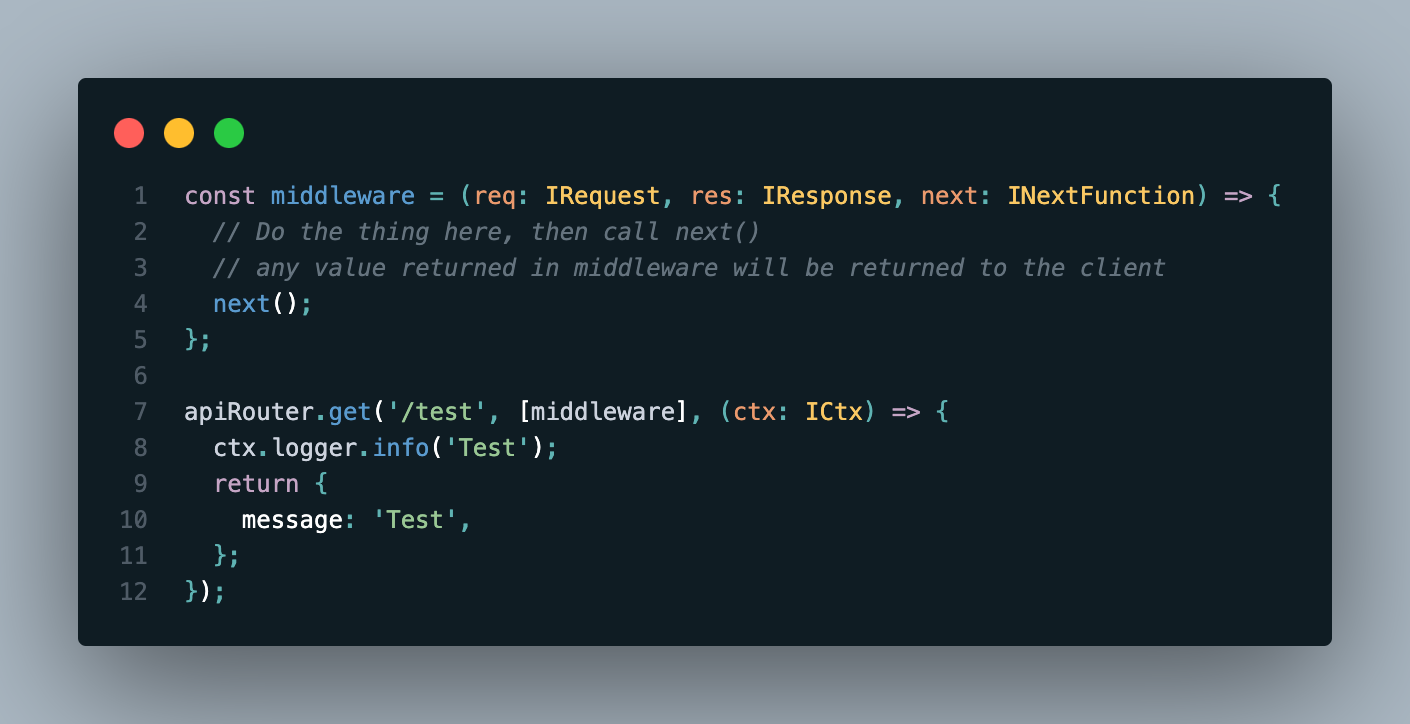 1 const middleware = (req: IRequest, res: IResponse, next: INextFunction) => {
2   // Do the thing here, then call next()
3   // any value returned in middleware will be returned to the client
4   next();
5 };
6
7 apiRouter.get('/test', [middleware], (ctx: ICtx) => {
8   ctx.logger.info('Test');
9   return {
10     message: 'Test',
11   };
12 });